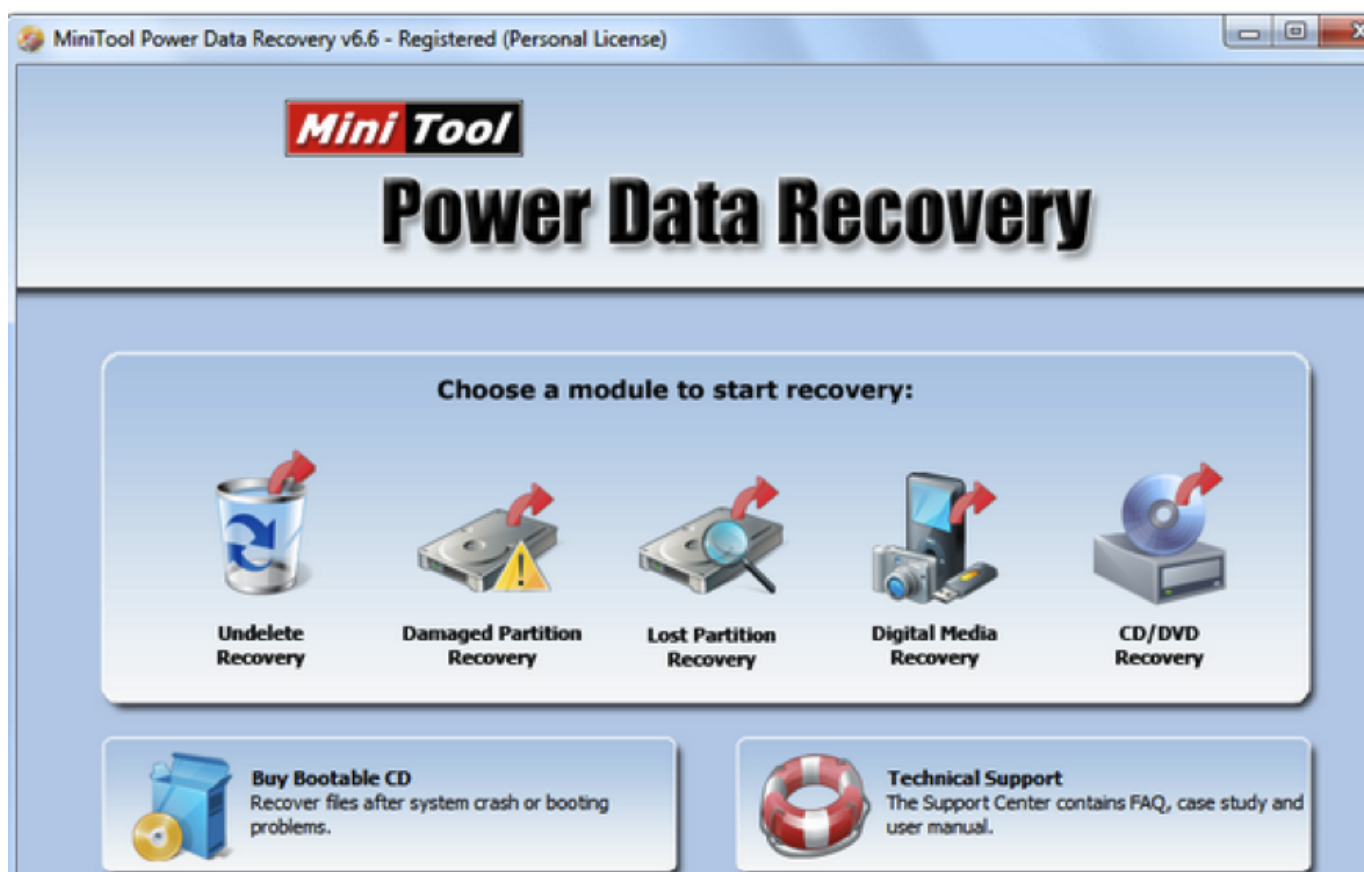 MiniTool Power Data Recovery v6.6 - Registered (Personal License)
Mini Tool
Power Data Recovery
Choose a module to start recovery:
Undelete
Recovery
Damaged Partition
Recovery
Lost Partition
Recovery
Digital Media
Recovery
CD/DVD
Recovery
Buy Bootable CD
Recover files after system crash or booting
problems.
Technical Support
The Support Center contains FAQ, case study and
user manual.